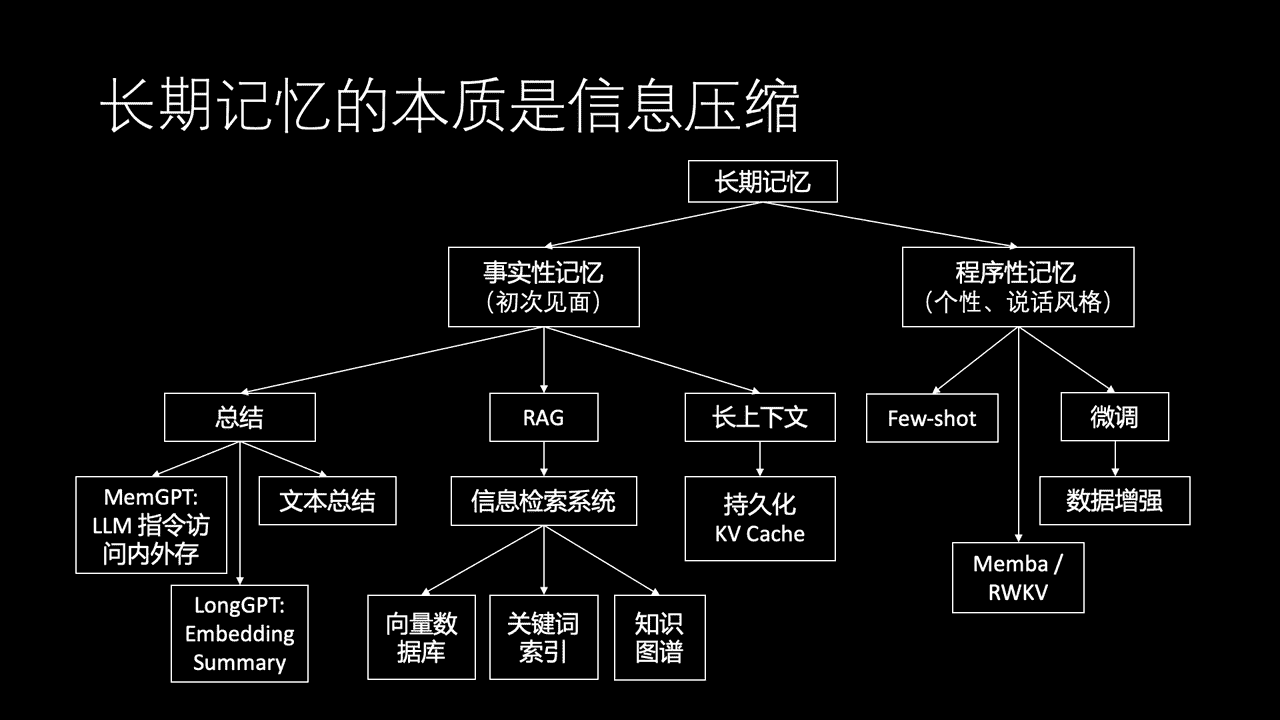 长期记忆的本质是信息压缩
长期记忆
事实性记忆
（初次见面）
程序性记忆
（个性、说话风格）
总结
RAG
长上下文
Few-shot
微调
MemGPT:
LLM 指令访
问内外存
文本总结
信息检索系统
持久化
KV Cache
数据增强
Memba /
RWKV
LongGPT:
Embedding
Summary
向量数
据库
关键词
索引
知识
图谱